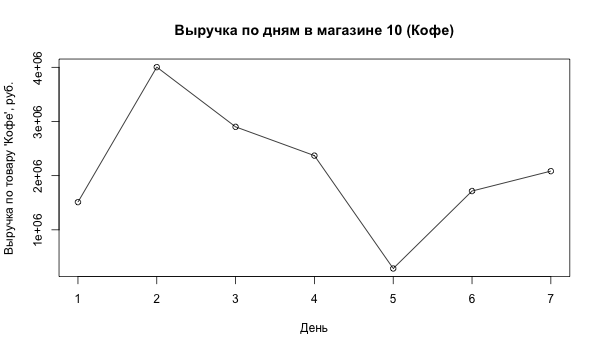 Выручка по дням в магазине 10 (Кофе)
Выручка по товару 'Кофе', руб.
4e+06
3e+06
2e+06
1e+06
1 2 3 4 5 6 7
День